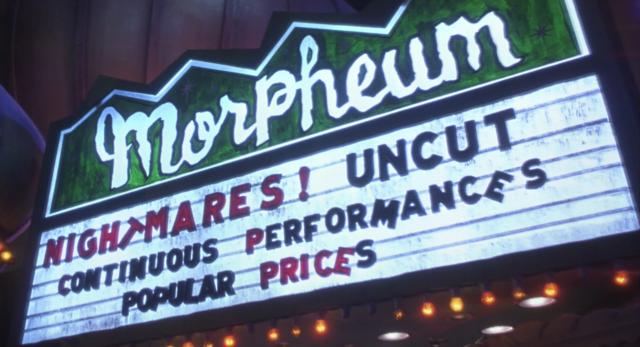 Morpheum
NIGHTMARES! UNCUT
CONTINUOUS PERFORMANCES
POPULAR PRICES